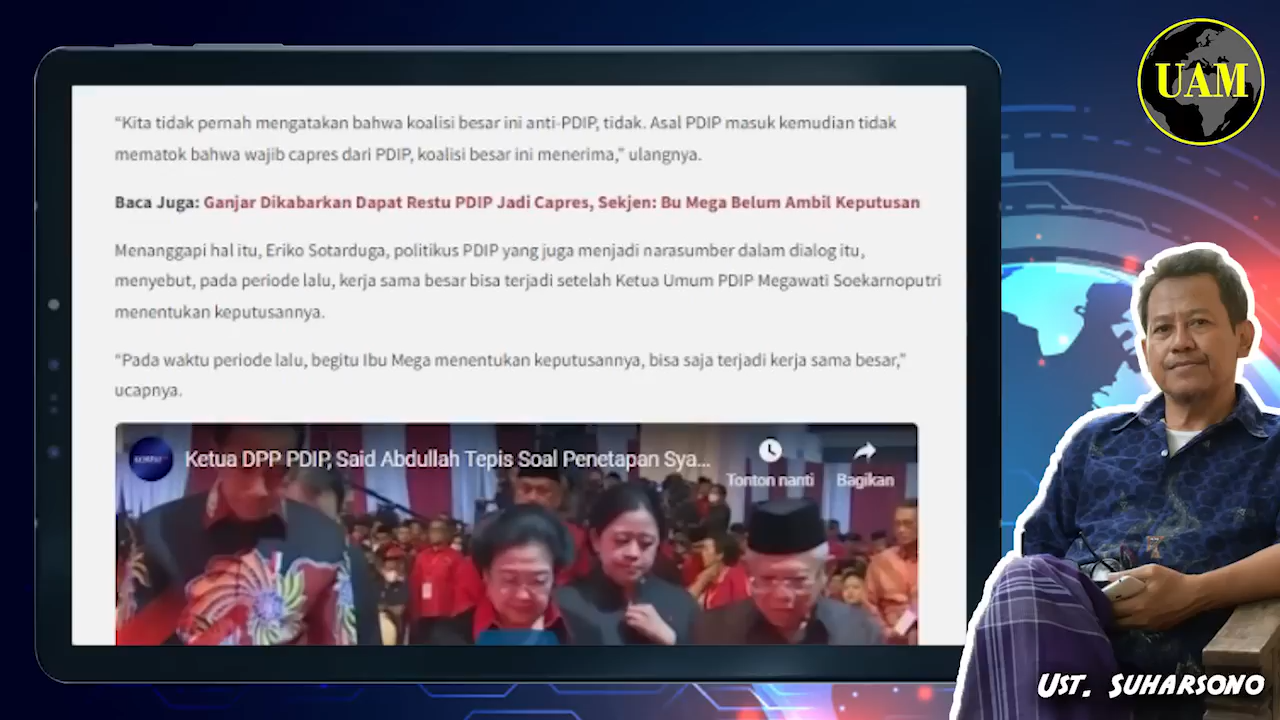 UAM
“Kita tidak pernah mengatakan bahwa koalisi besar ini anti-PDIP, tidak. Asal PDIP masuk kemudian tidak
mematok bahwa wajib capres dari PDIP, koalisi besar ini menerima,” ulangnya.
Baca Juga: Ganjar Dikabarkan Dapat Restu PDIP Jadi Capres, Sekjen: Bu Mega Belum Ambil Keputusan
Menanggapi hal itu, Eriko Sotarduga, politikus PDIP yang juga menjadi narasumber dalam dialog itu,
menyebut, pada periode lalu, kerja sama besar bisa terjadi setelah Ketua Umum PDIP Megawati Soekarnoputri
menentukan keputusannya.
“Pada waktu periode lalu, begitu Ibu Mega menentukan keputusannya, bisa saja terjadi kerja sama besar,”
ucapnya.
Ketua DPP PDIP, Said Abdullah Tepis Soal Penetapan Sya...
Tonton nanti
Bagikan
UST. SUHARSONO